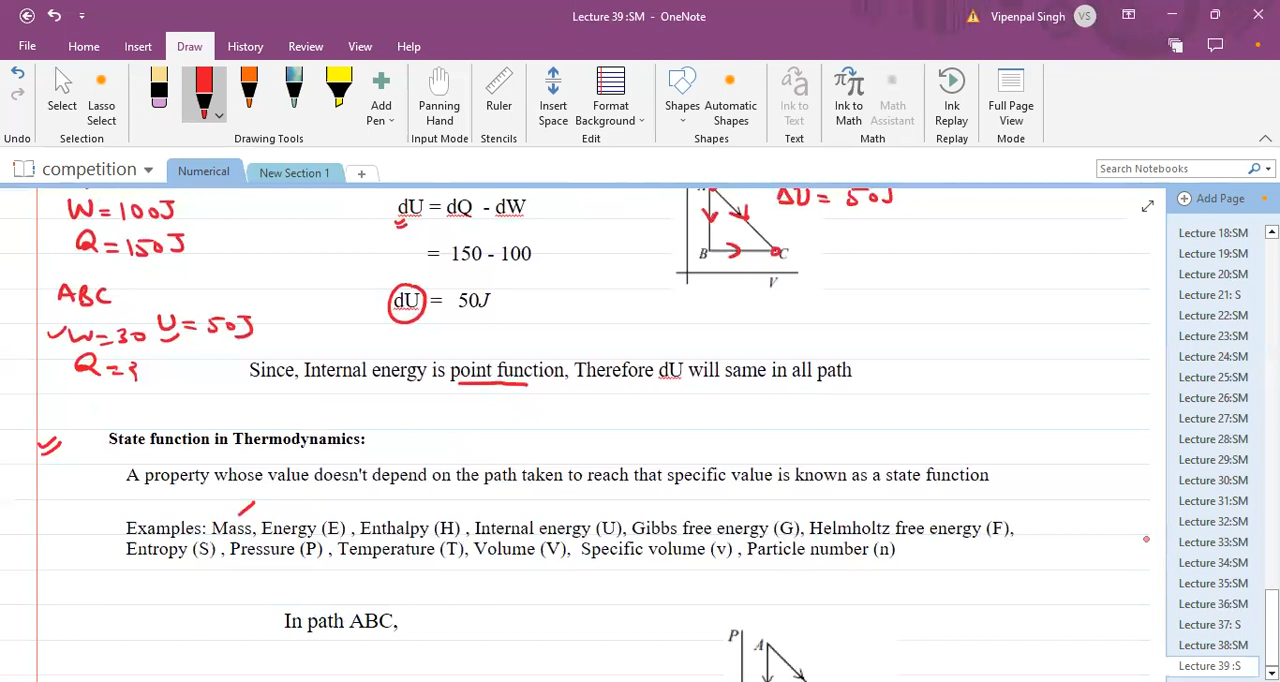 Lecture 39 :SM - OneNote
Vipenpal Singh VS
File Home Insert Draw History Review View Help
Undo
Select
Lasso Select
Add Pen
Panning Hand
Ruler
Insert Space
Format Background
Shapes
Automatic Shapes
Ink to Text
Ink to Math
Math Assistant
Ink Replay
Full Page View
Selection
Drawing Tools
Input Mode
Stencils
Edit
Shapes
Text
Math
Replay
Mode
competition Numerical New Section 1
Search Notebooks
Add Page
W = 100J
Q = 150J
ABC
W = 30 U = 50J
Q = ?
dU = dQ - dW
= 150 - 100
dU = 50J
ΔU = 50J
B C
V
Since, Internal energy is point function, Therefore dU will same in all path
State function in Thermodynamics:
A property whose value doesn't depend on the path taken to reach that specific value is known as a state function
Examples: Mass, Energy (E) , Enthalpy (H) , Internal energy (U), Gibbs free energy (G), Helmholtz free energy (F),
Entropy (S) , Pressure (P) , Temperature (T), Volume (V), Specific volume (v) , Particle number (n)
In path ABC,
P A
Lecture 18:SM
Lecture 19:SM
Lecture 20:SM
Lecture 21: S
Lecture 22:SM
Lecture 23:SM
Lecture 24:SM
Lecture 25:SM
Lecture 26:SM
Lecture 27:SM
Lecture 28:SM
Lecture 29:SM
Lecture 30:SM
Lecture 31:SM
Lecture 32:SM
Lecture 33:SM
Lecture 34:SM
Lecture 35:SM
Lecture 36:SM
Lecture 37: S
Lecture 38:SM
Lecture 39 :S